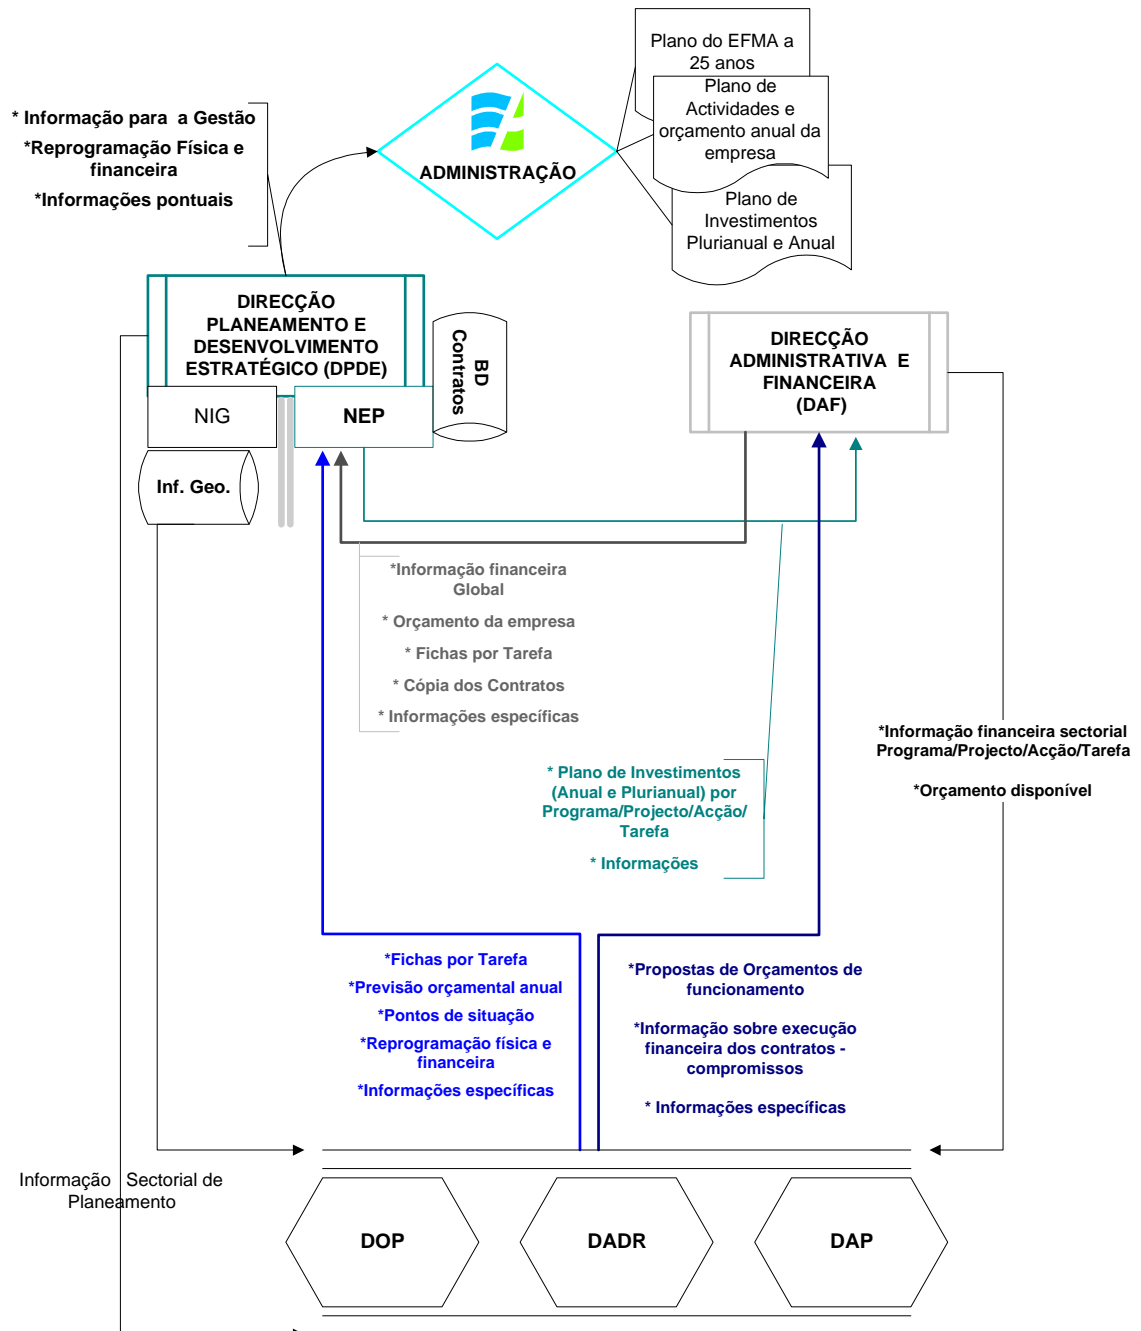 Plano do EFMA a
25 anos
Plano de
Actividades e
orçamento anual da
empresa
Plano de
Investimentos
Plurianual e Anual
* Informação para  a Gestão
*Reprogramação Física e
financeira
*Informações pontuais
ADMINISTRAÇÃO
DIRECÇÃO
PLANEAMENTO E
DESENVOLVIMENTO
ESTRATÉGICO (DPDE)
NIG
NEP
BD
Contratos
Inf. Geo.
DIRECÇÃO
ADMINISTRATIVA  E
FINANCEIRA
(DAF)
*Informação financeira
Global
* Orçamento da empresa
* Fichas por Tarefa
* Cópia dos Contratos
* Informações específicas
*Informação financeira sectorial
Programa/Projecto/Acção/Tarefa
*Orçamento disponível
* Plano de Investimentos
(Anual e Plurianual) por
Programa/Projecto/Acção/
Tarefa
* Informações
*Fichas por Tarefa
*Previsão orçamental anual
*Pontos de situação
*Reprogramação física e
financeira
*Informações específicas
*Propostas de Orçamentos de
funcionamento
*Informação sobre execução
financeira dos contratos -
compromissos
* Informações específicas
Informação   Sectorial de
Planeamento
DOP
DADR
DAP